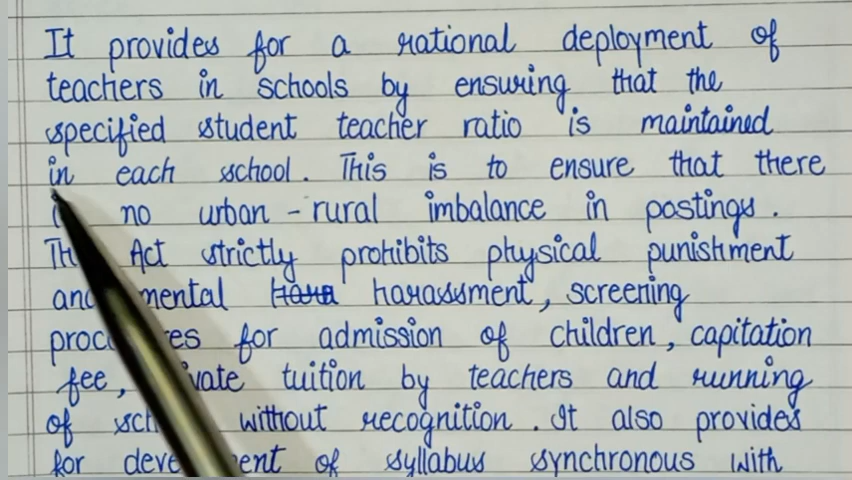 It provides for a rational deployment of
teachers in schools by ensuring that the
specified student teacher ratio is maintained
in each school. This is to ensure that there
no urban - rural imbalance in postings.
Act strictly prohibits physical punishment
and mental harassment, screening
for admission of children, capitation
fee, tuition by teachers and running
of without recognition. It also provides
for of syllabus synchronous with